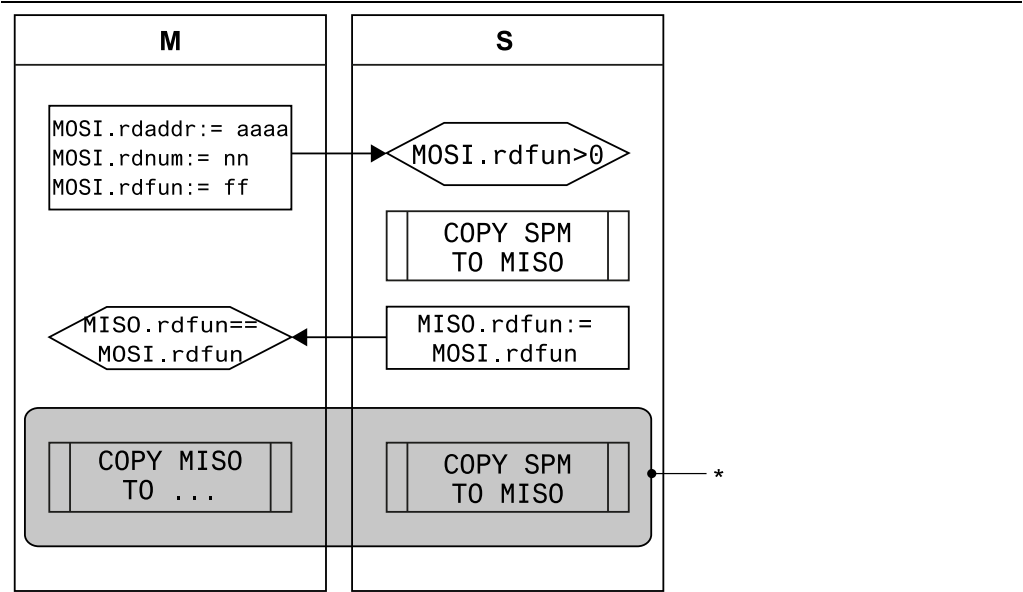 M
S
MOSI.rdaddr:= aaaa
MOSI.rdnum:= nn
MOSI.rdfun:= ff
MOSI.rdfun>0
COPY SPM
TO MISO
MISO.rdfun==
MOSI.rdfun
MISO.rdfun:=
MOSI.rdfun
COPY MISO
TO ...
COPY SPM
TO MISO
*